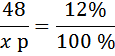 48/x p = 12%/100 %